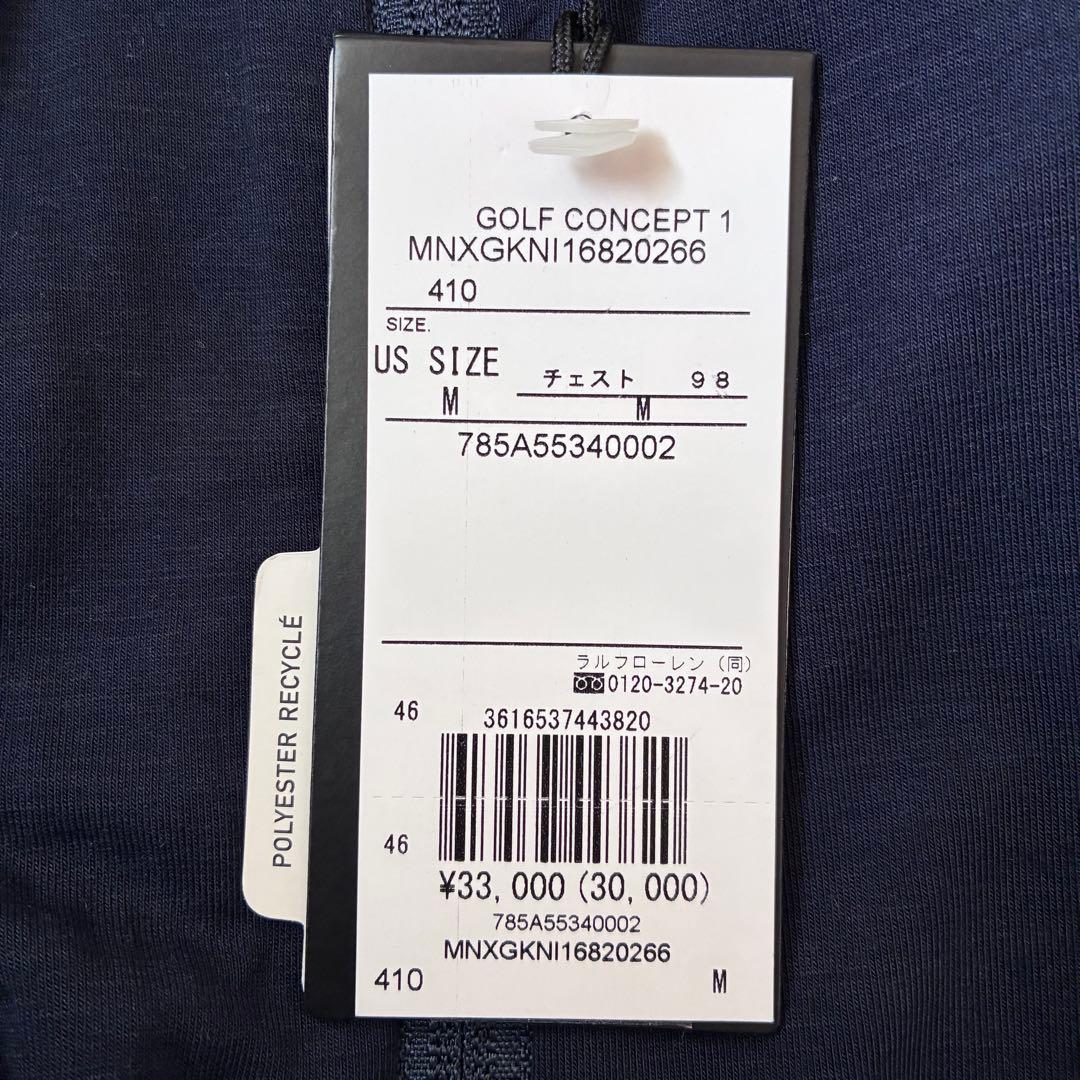 GOLF CONCEPT 1
MNXGKNI16820266
410
SIZE.
US SIZE
チェスト 98
M
M
785A55340002
ラルフローレン(同)
0120-3274-20
46
3616537443820
46
¥33,000(30,000)
785A55340002
MNXGKNI16820266
410
M
POLYESTER RECYCLÉ